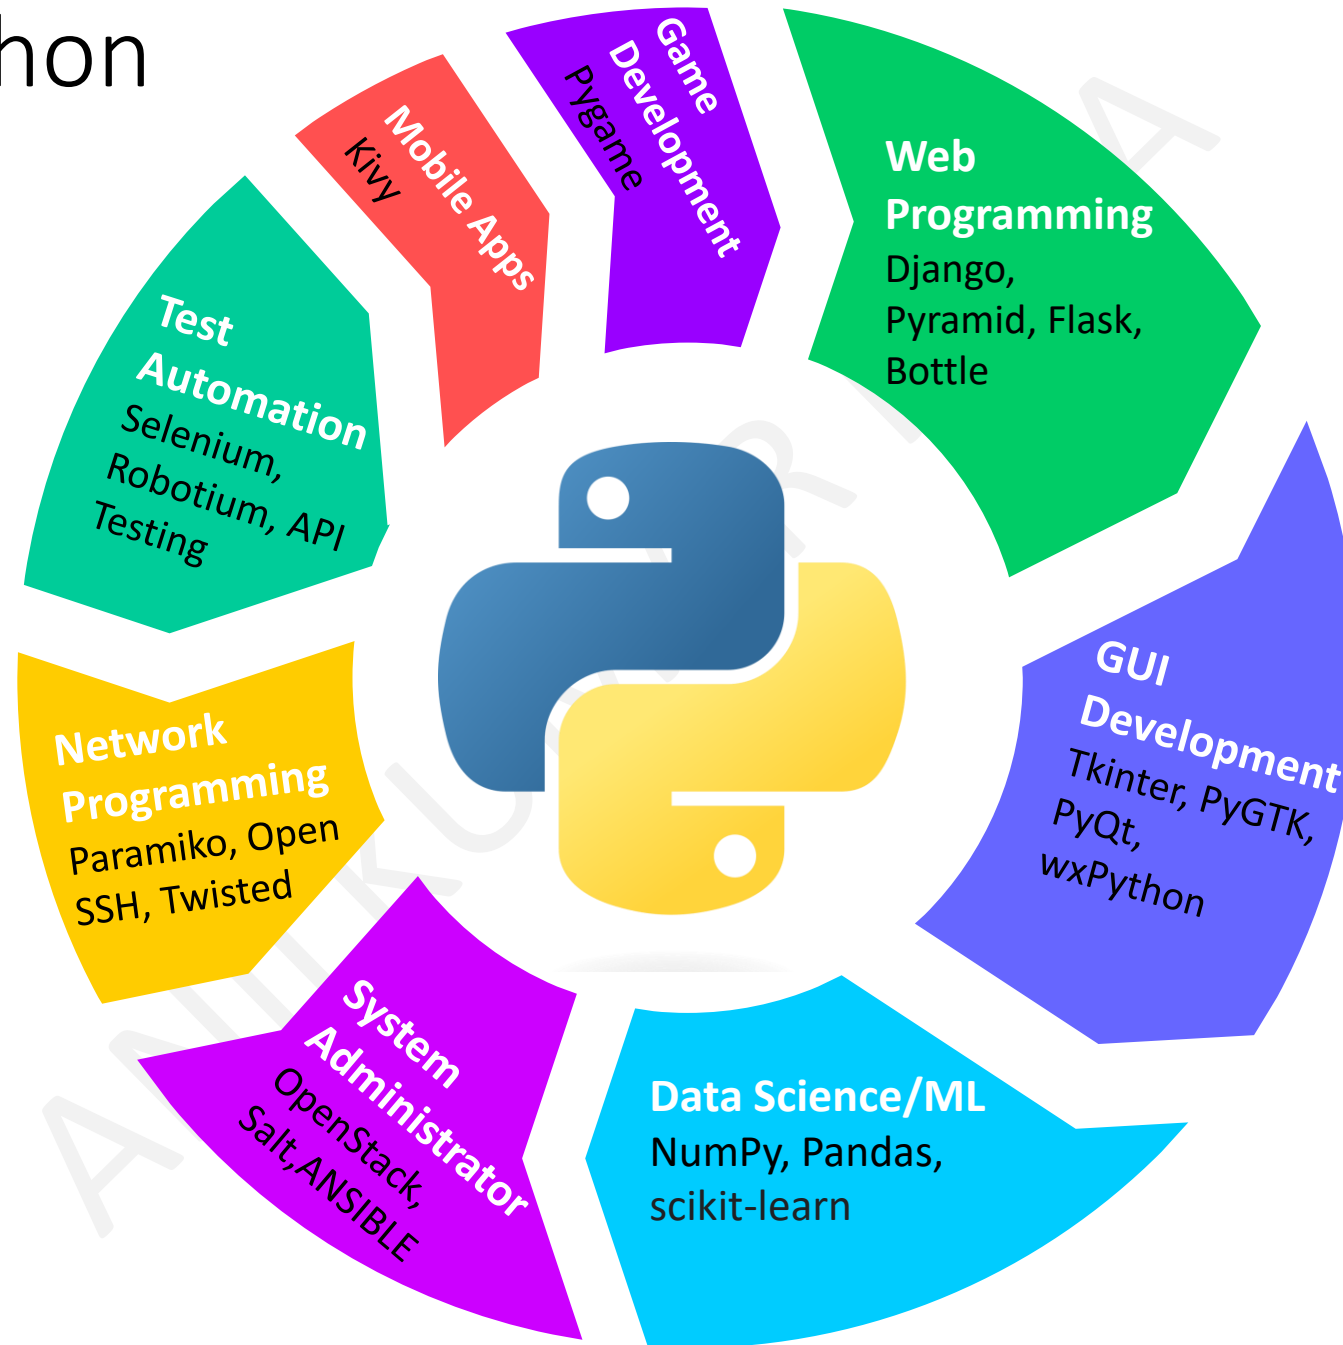 hon
Game
Development
Pygame
Web
Programming
Django,
Pyramid, Flask,
Bottle
GUI
Development
Tkinter, PyGTK,
PyQt,
wxPython
Data Science/ML
NumPy, Pandas,
scikit-learn
System
Administrator
OpenStack,
Salt,ANSIBLE
Network
Programming
Paramiko, Open
SSH, Twisted
Test
Automation
Selenium,
Robotium, API
Testing
Mobile Apps
Kivy